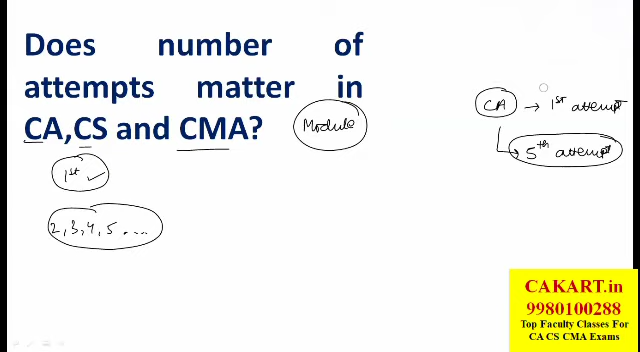 Does number of
attempts matter in
CA,CS and CMA?
Module
1st
2, 3, 4, 5 ....
CA → 1st attempt
5th attempt
CAKART.in
9980100288
Top Faculty Classes For
CA CS CMA Exams